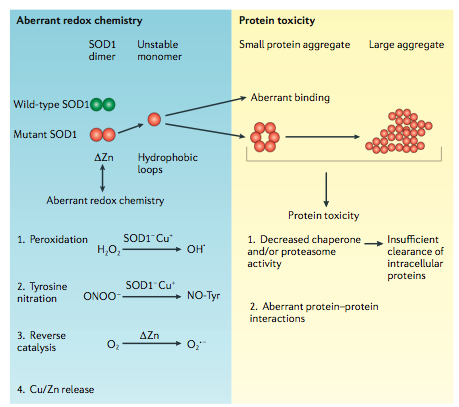 Aberrant redox chemistry
Protein toxicity
SOD1 dimer
Unstable monomer
Small protein aggregate
Large aggregate
Wild-type SOD1
Mutant SOD1
Aberrant binding
ΔZn
Hydrophobic loops
Aberrant redox chemistry
Protein toxicity
1. Peroxidation
H₂O₂ SOD1⁻Cu⁺ OH˙
2. Tyrosine nitration
ONOO⁻ SOD1⁻Cu⁺ NO-Tyr
3. Reverse catalysis
O₂ ΔZn O₂˙⁻
4. Cu/Zn release
1. Decreased chaperone
and/or proteasome
activity
Insufficient
clearance of
intracellular
proteins
2. Aberrant protein–protein
interactions